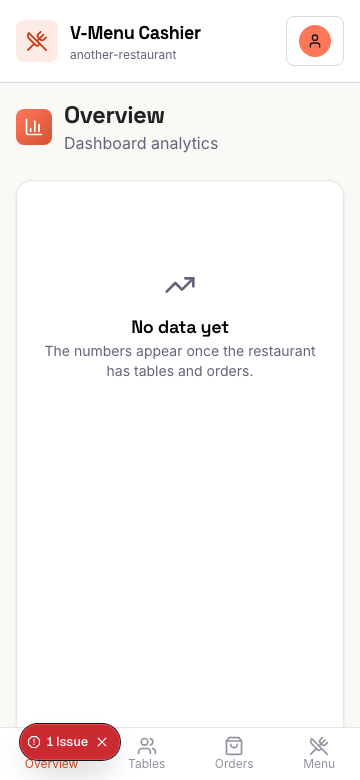 V-Menu Cashier
another-restaurant
Overview
Dashboard analytics
No data yet
The numbers appear once the restaurant
has tables and orders.
1 Issue
Overview
Tables
Orders
Menu